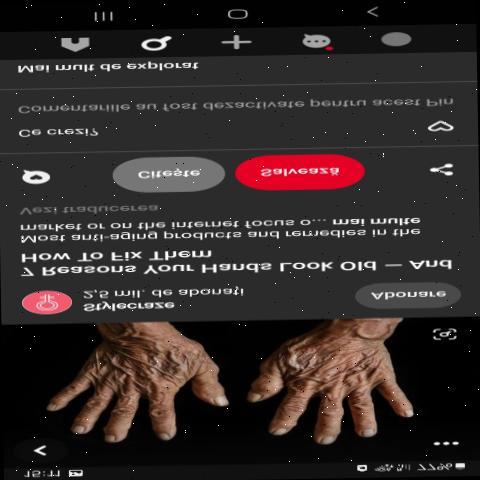 15:11 77%
Stylecraze
2,5 mil. de abonați
Abonare
7 Reasons Your Hands Look Old — And
How To Fix Them
Most anti-aging products and remedies in the
market or on the internet focus o... mai multe
Vezi traducerea
Citește
Salvează
Ce crezi?
Comentariile au fost dezactivate pentru acest Pin
Mai mult de explorat